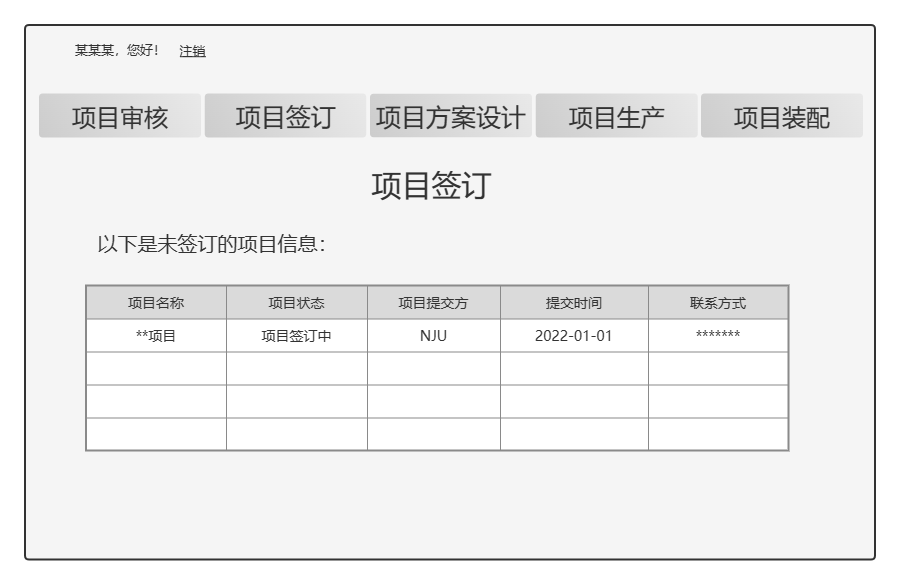 某某某，您好！ 注销
项目审核 项目签订 项目方案设计 项目生产 项目装配
项目签订
以下是未签订的项目信息：
项目名称 项目状态 项目提交方 提交时间 联系方式
**项目 项目签订中 NJU 2022-01-01 *******